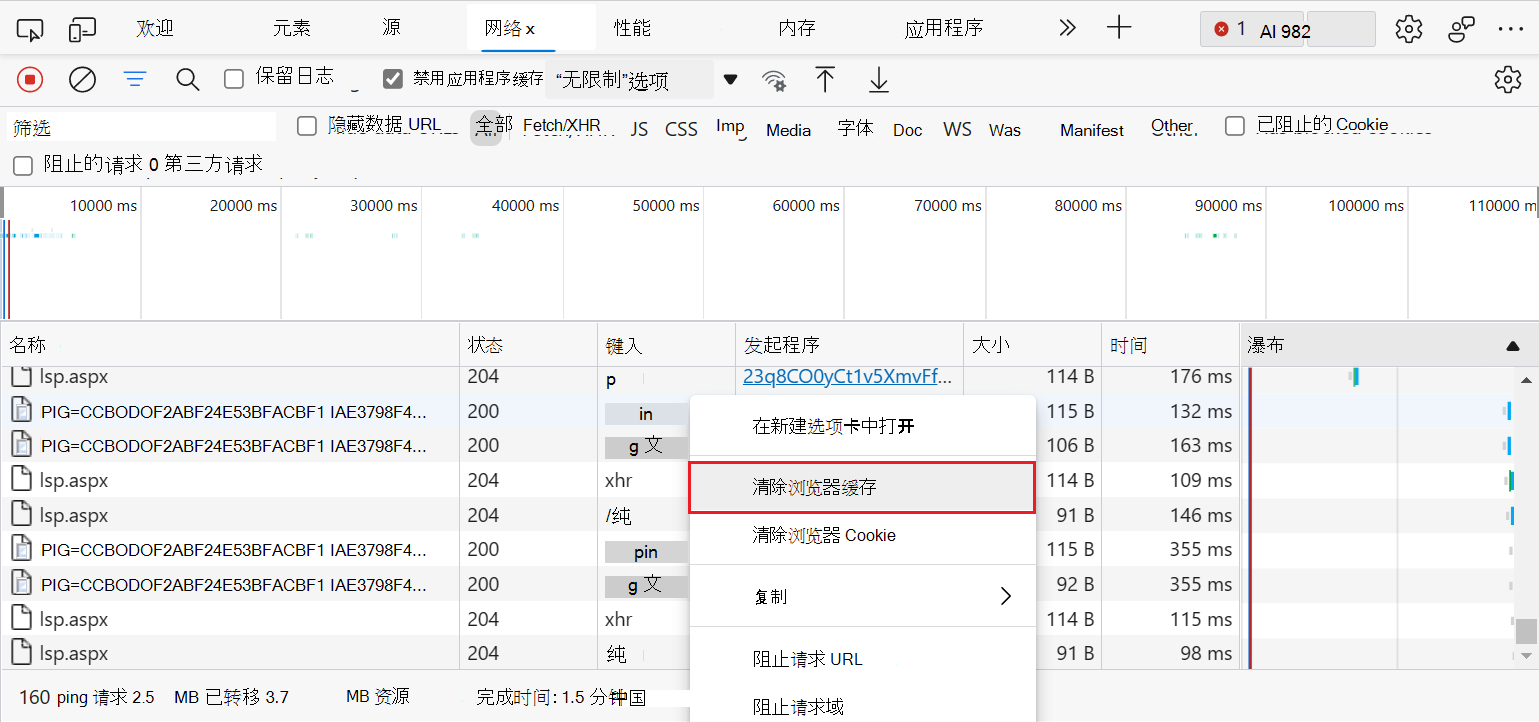 欢迎 元素 源 网络 x 性能 内存 应用程序 1 AI 982
保留日志 禁用应用程序缓存 “无限制”选项
筛选 隐藏数据 URL 全部 Fetch/XHR JS CSS Imp Media 字体 Doc WS Was Manifest Other 已阻止的 Cookie
阻止的请求 0 第三方请求
10000 ms 20000 ms 30000 ms 40000 ms 50000 ms 60000 ms 70000 ms 80000 ms 90000 ms 100000 ms 110000 m
名称 状态 键入 发起程序 大小 时间 瀑布
lsp.aspx 204 p 23q8CO0yCt1v5XmvFf... 114 B 176 ms
PIG=CCBODOF2ABF24E53BFACBF1 IAE3798F4... 200 in 115 B 132 ms
在新建选项卡中打开
PIG=CCBODOF2ABF24E53BFACBF1 IAE3798F4... 200 g 文 106 B 163 ms
lsp.aspx 204 xhr 清除浏览器缓存 114 B 109 ms
lsp.aspx 204 /纯 91 B 146 ms
清除浏览器 Cookie
PIG=CCBODOF2ABF24E53BFACBF1 IAE3798F4... 200 pin 115 B 355 ms
PIG=CCBODOF2ABF24E53BFACBF1 IAE3798F4... 200 g 文 92 B 355 ms
复制
lsp.aspx 204 xhr 114 B 115 ms
lsp.aspx 204 纯 91 B 98 ms
阻止请求 URL
160 ping 请求 2.5 MB 已转移 3.7 MB 资源 完成时间: 1.5 分钟中国
阻止请求域